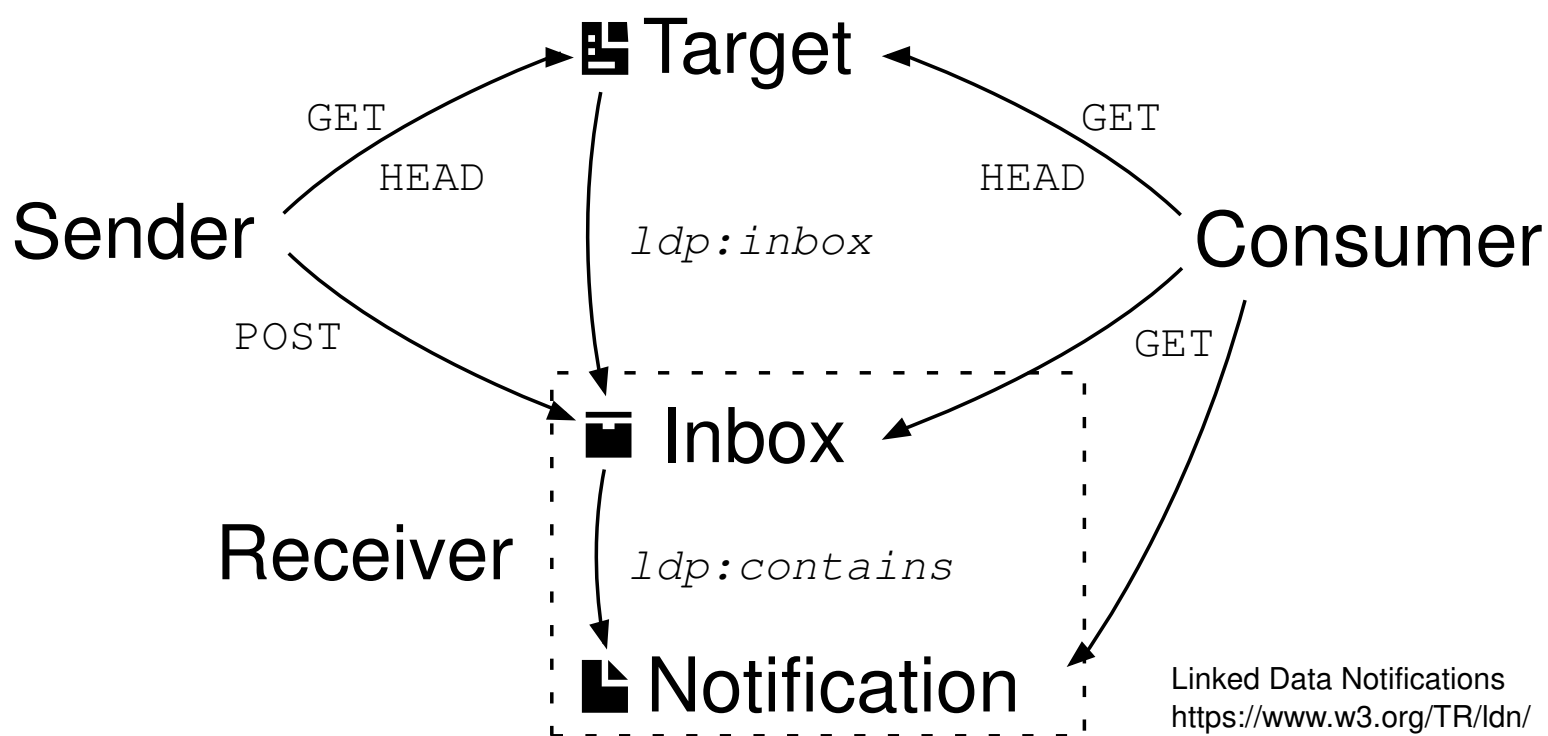 Target
GET
GET
HEAD
HEAD
Sender
ldp:inbox
Consumer
POST
GET
Inbox
Receiver
ldp:contains
Notification
Linked Data Notifications
https://www.w3.org/TR/ldn/